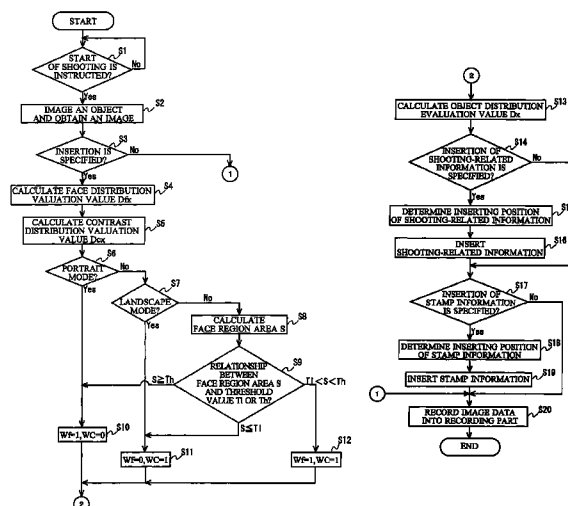 START
S1
START
OF SHOOTING IS
INSTRUCTED?
No
Yes
S2
IMAGE AN OBJECT
AND OBTAIN AN IMAGE
S3
INSERTION IS
SPECIFIED?
No
1
Yes
S4
CALCULATE FACE DISTRIBUTION
VALUATION VALUE Dfx
S5
CALCULATE CONTRAST
DISTRIBUTION VALUATION
VALUE Dcx
S6
PORTRAIT
MODE?
No
Yes
S7
LANDSCAPE
MODE?
No
Yes
S8
CALCULATE
FACE REGION AREA S
S9
RELATIONSHIP
BETWEEN
FACE REGION AREA S
AND THRESHOLD
VALUE Tl OR Th?
S≧Th
Tl<S<Th
S≦Tl
S10
Wf=1,WC=0
S11
Wf=0,WC=1
S12
Wf=1,WC=1
2
2
S13
CALCULATE OBJECT DISTRIBUTION
EVALUATION VALUE Dx
S14
INSERTION OF
SHOOTING-RELATED
INFORMATION IS
SPECIFIED?
No
Yes
DETERMINE INSERTING POSITION
OF SHOOTING-RELATED INFORMATION
S16
INSERT
SHOOTING-RELATED INFORMATION
S17
INSERTION OF
STAMP INFORMATION
IS SPECIFIED?
No
Yes
S18
DETERMINE INSERTING POSITION
OF STAMP INFORMATION
S19
INSERT STAMP INFORMATION
1
S20
RECORD IMAGE DATA
INTO RECORDING PART
END